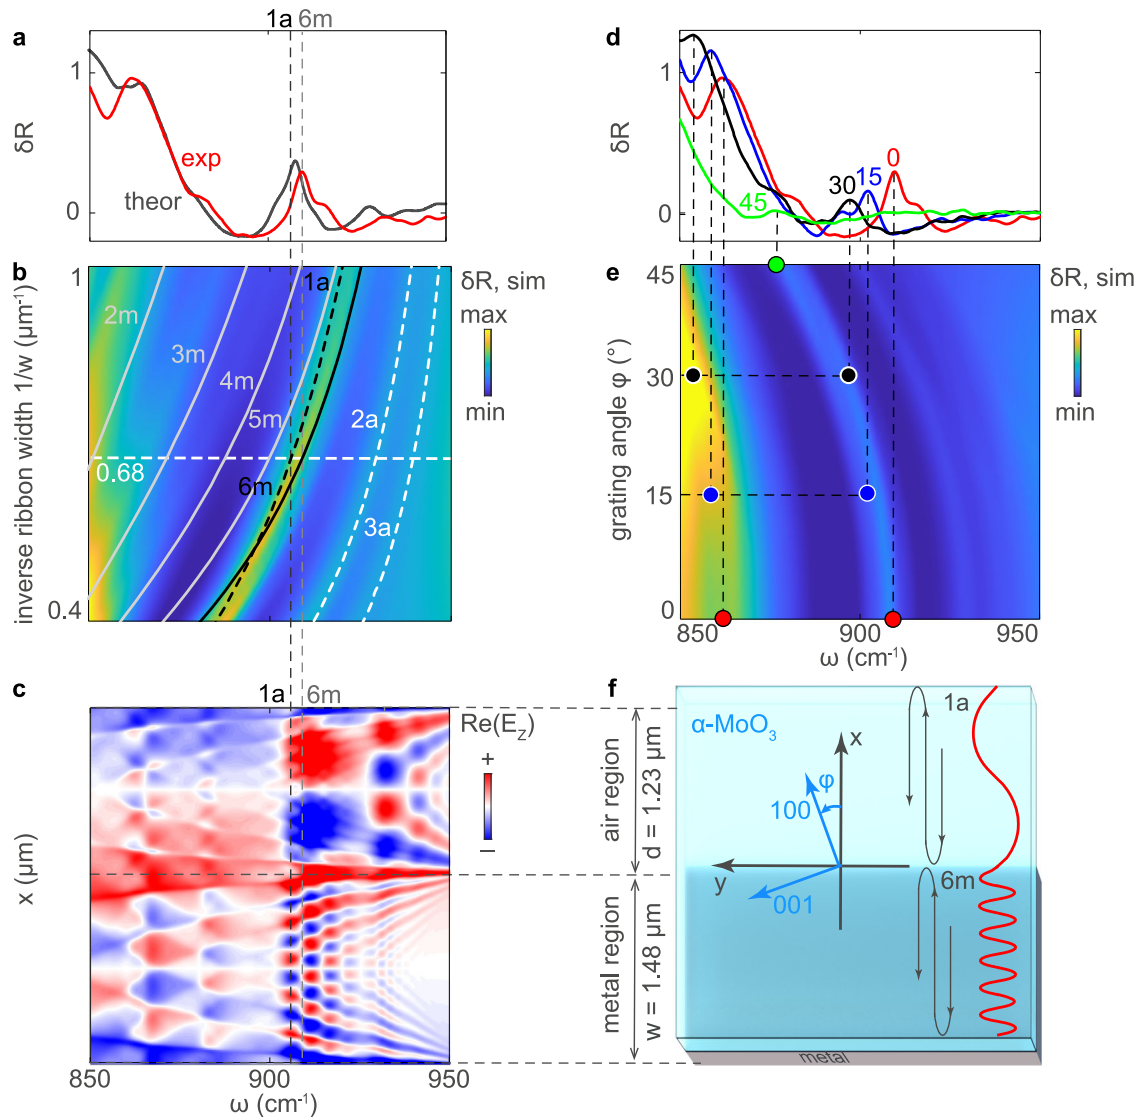 a
1a 6m
1
0
δR
exp
theor
b
1
0.4
inverse ribbon width 1/w (μm⁻¹)
2m
3m
4m
5m
6m
1a
2a
3a
0.68
δR, sim
max
min
c
1a 6m
x (μm)
850 900 950
ω (cm⁻¹)
Re(E_Z)
+
−
d
1
0
δR
45
30
15
0
e
45
30
15
0
grating angle φ (°)
850 900 950
ω (cm⁻¹)
δR, sim
max
min
f
α-MoO₃
x
φ
100
y
001
1a
6m
air region
d = 1.23 μm
metal region
w = 1.48 μm
metal